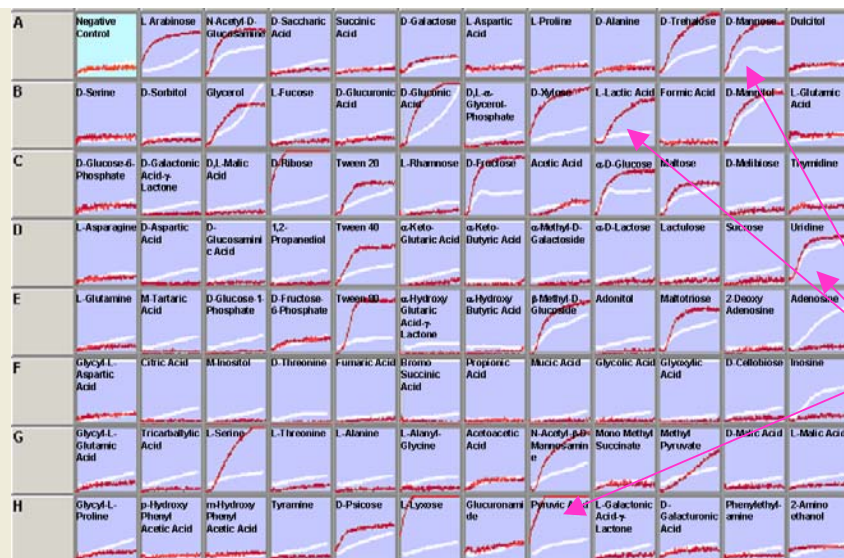 A
Negative
Control
L-Arabinose
N-Acetyl-D-
Glucosamine
D-Saccharic
Acid
Succinic
Acid
D-Galactose
L-Aspartic
Acid
L-Proline
D-Alanine
D-Trehalose
D-Mannose
Dulcitol
B
D-Serine
D-Sorbitol
Glycerol
L-Fucose
D-Glucuronic
Acid
D-Gluconic
Acid
D,L-α-
Glycerol-
Phosphate
D-Xylose
L-Lactic Acid
Formic Acid
D-Mannitol
L-Glutamic
Acid
C
D-Glucose-6-
Phosphate
D-Galactonic
Acid-γ-
Lactone
D,L-Malic
Acid
D-Ribose
Tween 20
L-Rhamnose
D-Fructose
Acetic Acid
α-D-Glucose
Maltose
D-Melibiose
Thymidine
D
L-Asparagine
D-Aspartic
Acid
D-
Glucosamini
c Acid
1,2-
Propanediol
Tween 40
α-Keto-
Glutaric Acid
α-Keto-
Butyric Acid
α-Methyl-D-
Galactoside
α-D-Lactose
Lactulose
Sucrose
Uridine
E
L-Glutamine
M-Tartaric
Acid
D-Glucose-1-
Phosphate
D-Fructose-
6-Phosphate
Tween 80
α-Hydroxy
Glutaric
Acid-γ-
Lactone
α-Hydroxy
Butyric Acid
β-Methyl-D-
Glucoside
Adonitol
Maltotriose
2-Deoxy
Adenosine
Adenosine
F
Glycyl-L-
Aspartic
Acid
Citric Acid
M-Inositol
D-Threonine
Fumaric Acid
Bromo
Succinic
Acid
Propionic
Acid
Mucic Acid
Glycolic Acid
Glyoxylic
Acid
D-Cellobiose
Inosine
G
Glycyl-L-
Glutamic
Acid
Tricarballylic
Acid
L-Serine
L-Threonine
L-Alanine
L-Alanyl-
Glycine
Acetoacetic
Acid
N-Acetyl-β-D-
Mannosamin
e
Mono Methyl
Succinate
Methyl
Pyruvate
D-Malic Acid
L-Malic Acid
H
Glycyl-L-
Proline
p-Hydroxy
Phenyl
Acetic Acid
m-Hydroxy
Phenyl
Acetic Acid
Tyramine
D-Psicose
L-Lyxose
Glucuronami
de
Pyruvic Acid
L-Galactonic
Acid-γ-
Lactone
D-
Galacturonic
Acid
Phenylethyl-
amine
2-Amino
ethanol